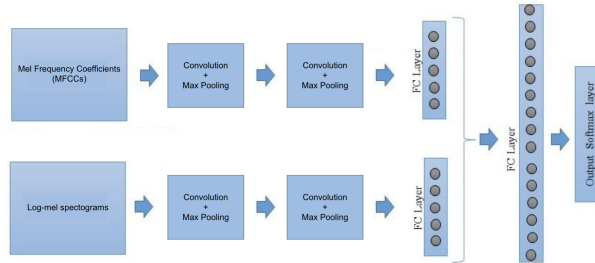 Mel Frequency Coefficients
(MFCCs)
Convolution
+
Max Pooling
Convolution
+
Max Pooling
FC Layer
Log-mel spectograms
Convolution
+
Max Pooling
Convolution
+
Max Pooling
FC Layer
FC Layer
Output Softmax layer